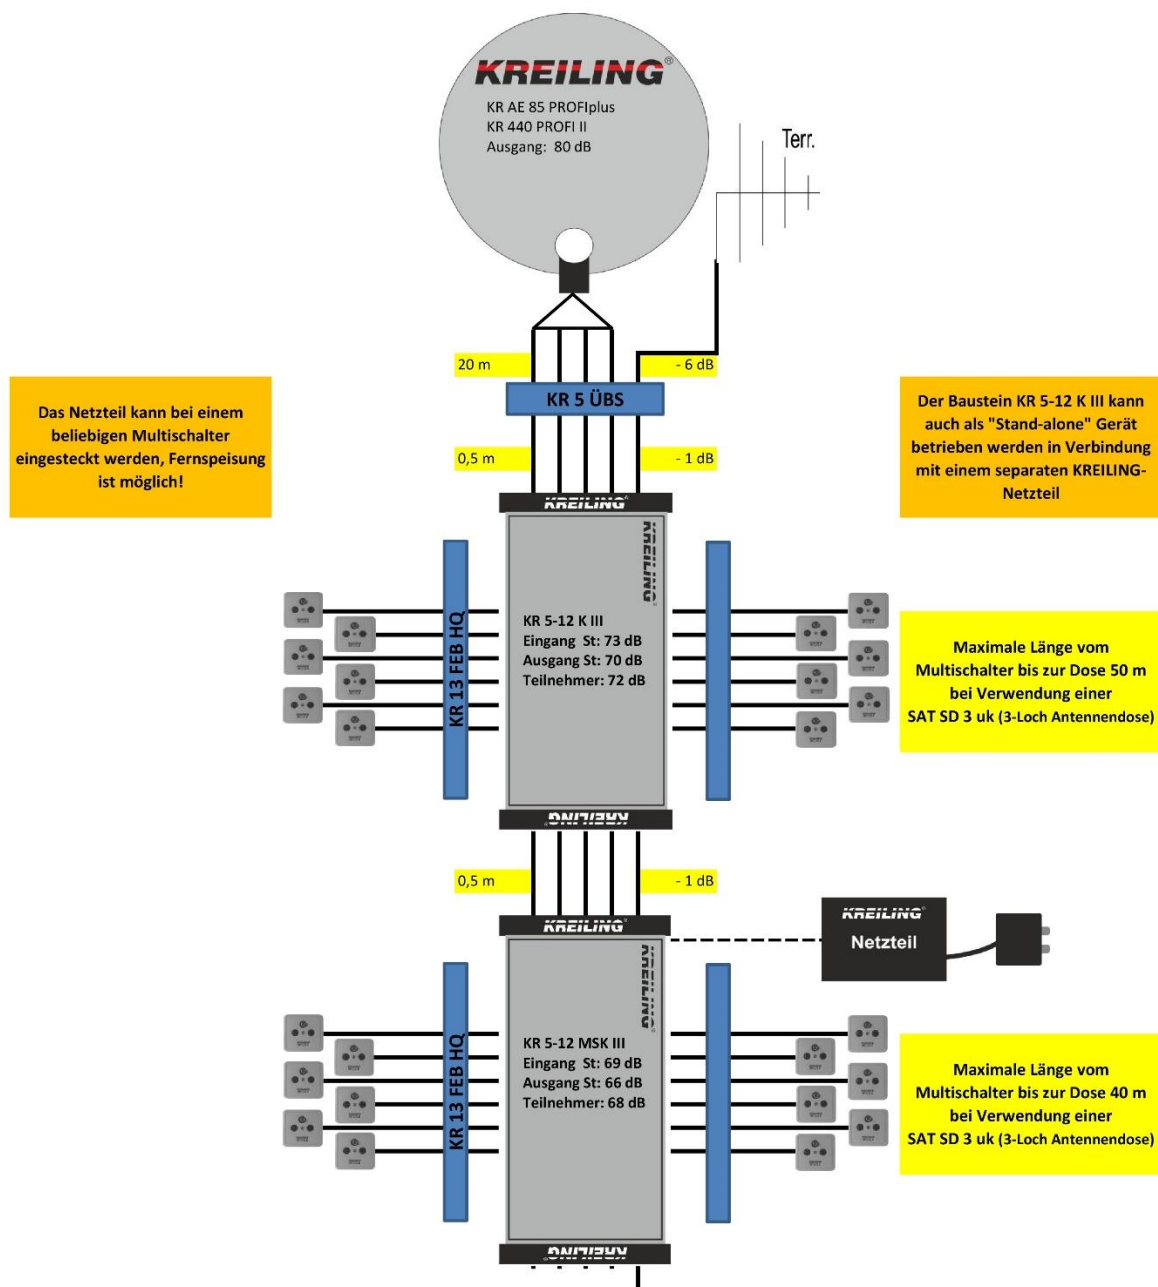 KREILING®
KR AE 85 PROFIplus
KR 440 PROFI II
Ausgang: 80 dB
Terr.
20 m
- 6 dB
KR 5 ÜBS
Das Netzteil kann bei einem
beliebigen Multischalter
eingesteckt werden, Fernspeisung
ist möglich!
Der Baustein KR 5-12 K III kann
auch als "Stand-alone" Gerät
betrieben werden in Verbindung
mit einem separaten KREILING-
Netzteil
0,5 m
- 1 dB
KREILING®
KREILING®
KR 13 FEB HQ
KR 5-12 K III
Eingang St: 73 dB
Ausgang St: 70 dB
Teilnehmer: 72 dB
Maximale Länge vom
Multischalter bis zur Dose 50 m
bei Verwendung einer
SAT SD 3 uk (3-Loch Antennendose)
KREILING®
0,5 m
- 1 dB
KREILING®
KREILING®
KREILING®
Netzteil
KR 13 FEB HQ
KR 5-12 MSK III
Eingang St: 69 dB
Ausgang St: 66 dB
Teilnehmer: 68 dB
Maximale Länge vom
Multischalter bis zur Dose 40 m
bei Verwendung einer
SAT SD 3 uk (3-Loch Antennendose)
KREILING®